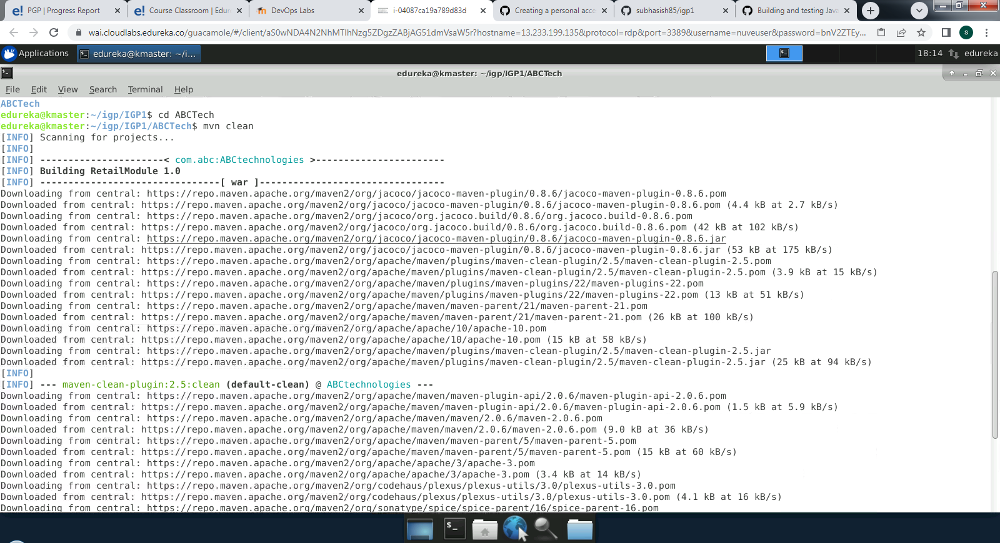 PGP | Progress Report
Course Classroom | Edur
DevOps Labs
i-04087ca19a789d83d
Creating a personal acce
subhasish85/igp1
Building and testing Java
wai.cloudlabs.edureka.co/guacamole/#/client/aS0wNDA4N2NhMTlhNzg5ZDgzZABjAG51dmVsaW5r?hostname=13.233.199.135&protocol=rdp&port=3389&username=nuveuser&password=bnV2ZTEy...
Applications
edureka@kmaster: ~/i...
18:14
edureka
edureka@kmaster: ~/igp/IGP1/ABCTech
File Edit View Search Terminal Help
ABCTech
edureka@kmaster:~/igp/IGP1$ cd ABCTech
edureka@kmaster:~/igp/IGP1/ABCTech$ mvn clean
[INFO] Scanning for projects...
[INFO]
[INFO] ----------------------< com.abc:ABCtechnologies >-----------------------
[INFO] Building RetailModule 1.0
[INFO] --------------------------------[ war ]---------------------------------
Downloading from central: https://repo.maven.apache.org/maven2/org/jacoco/jacoco-maven-plugin/0.8.6/jacoco-maven-plugin-0.8.6.pom
Downloaded from central: https://repo.maven.apache.org/maven2/org/jacoco/jacoco-maven-plugin/0.8.6/jacoco-maven-plugin-0.8.6.pom (4.4 kB at 2.7 kB/s)
Downloading from central: https://repo.maven.apache.org/maven2/org/jacoco/org.jacoco.build/0.8.6/org.jacoco.build-0.8.6.pom
Downloaded from central: https://repo.maven.apache.org/maven2/org/jacoco/org.jacoco.build/0.8.6/org.jacoco.build-0.8.6.pom (42 kB at 102 kB/s)
Downloading from central: https://repo.maven.apache.org/maven2/org/jacoco/jacoco-maven-plugin/0.8.6/jacoco-maven-plugin-0.8.6.jar
Downloaded from central: https://repo.maven.apache.org/maven2/org/jacoco/jacoco-maven-plugin/0.8.6/jacoco-maven-plugin-0.8.6.jar (53 kB at 175 kB/s)
Downloading from central: https://repo.maven.apache.org/maven2/org/apache/maven/plugins/maven-clean-plugin/2.5/maven-clean-plugin-2.5.pom
Downloaded from central: https://repo.maven.apache.org/maven2/org/apache/maven/plugins/maven-clean-plugin/2.5/maven-clean-plugin-2.5.pom (3.9 kB at 15 kB/s)
Downloading from central: https://repo.maven.apache.org/maven2/org/apache/maven/plugins/maven-plugins/22/maven-plugins-22.pom
Downloaded from central: https://repo.maven.apache.org/maven2/org/apache/maven/plugins/maven-plugins/22/maven-plugins-22.pom (13 kB at 51 kB/s)
Downloading from central: https://repo.maven.apache.org/maven2/org/apache/maven/maven-parent/21/maven-parent-21.pom
Downloaded from central: https://repo.maven.apache.org/maven2/org/apache/maven/maven-parent/21/maven-parent-21.pom (26 kB at 100 kB/s)
Downloading from central: https://repo.maven.apache.org/maven2/org/apache/apache/10/apache-10.pom
Downloaded from central: https://repo.maven.apache.org/maven2/org/apache/apache/10/apache-10.pom (15 kB at 58 kB/s)
Downloading from central: https://repo.maven.apache.org/maven2/org/apache/maven/plugins/maven-clean-plugin/2.5/maven-clean-plugin-2.5.jar
Downloaded from central: https://repo.maven.apache.org/maven2/org/apache/maven/plugins/maven-clean-plugin/2.5/maven-clean-plugin-2.5.jar (25 kB at 94 kB/s)
[INFO]
[INFO] --- maven-clean-plugin:2.5:clean (default-clean) @ ABCtechnologies ---
Downloading from central: https://repo.maven.apache.org/maven2/org/apache/maven/maven-plugin-api/2.0.6/maven-plugin-api-2.0.6.pom
Downloaded from central: https://repo.maven.apache.org/maven2/org/apache/maven/maven-plugin-api/2.0.6/maven-plugin-api-2.0.6.pom (1.5 kB at 5.9 kB/s)
Downloading from central: https://repo.maven.apache.org/maven2/org/apache/maven/maven/2.0.6/maven-2.0.6.pom
Downloaded from central: https://repo.maven.apache.org/maven2/org/apache/maven/maven/2.0.6/maven-2.0.6.pom (9.0 kB at 36 kB/s)
Downloading from central: https://repo.maven.apache.org/maven2/org/apache/maven/maven-parent/5/maven-parent-5.pom
Downloaded from central: https://repo.maven.apache.org/maven2/org/apache/maven/maven-parent/5/maven-parent-5.pom (15 kB at 60 kB/s)
Downloading from central: https://repo.maven.apache.org/maven2/org/apache/apache/3/apache-3.pom
Downloaded from central: https://repo.maven.apache.org/maven2/org/apache/apache/3/apache-3.pom (3.4 kB at 14 kB/s)
Downloading from central: https://repo.maven.apache.org/maven2/org/codehaus/plexus/plexus-utils/3.0/plexus-utils-3.0.pom
Downloaded from central: https://repo.maven.apache.org/maven2/org/codehaus/plexus/plexus-utils/3.0/plexus-utils-3.0.pom (4.1 kB at 16 kB/s)
Downloading from central: https://repo.maven.apache.org/maven2/org/sonatype/spice/spice-parent/16/spice-parent-16.pom